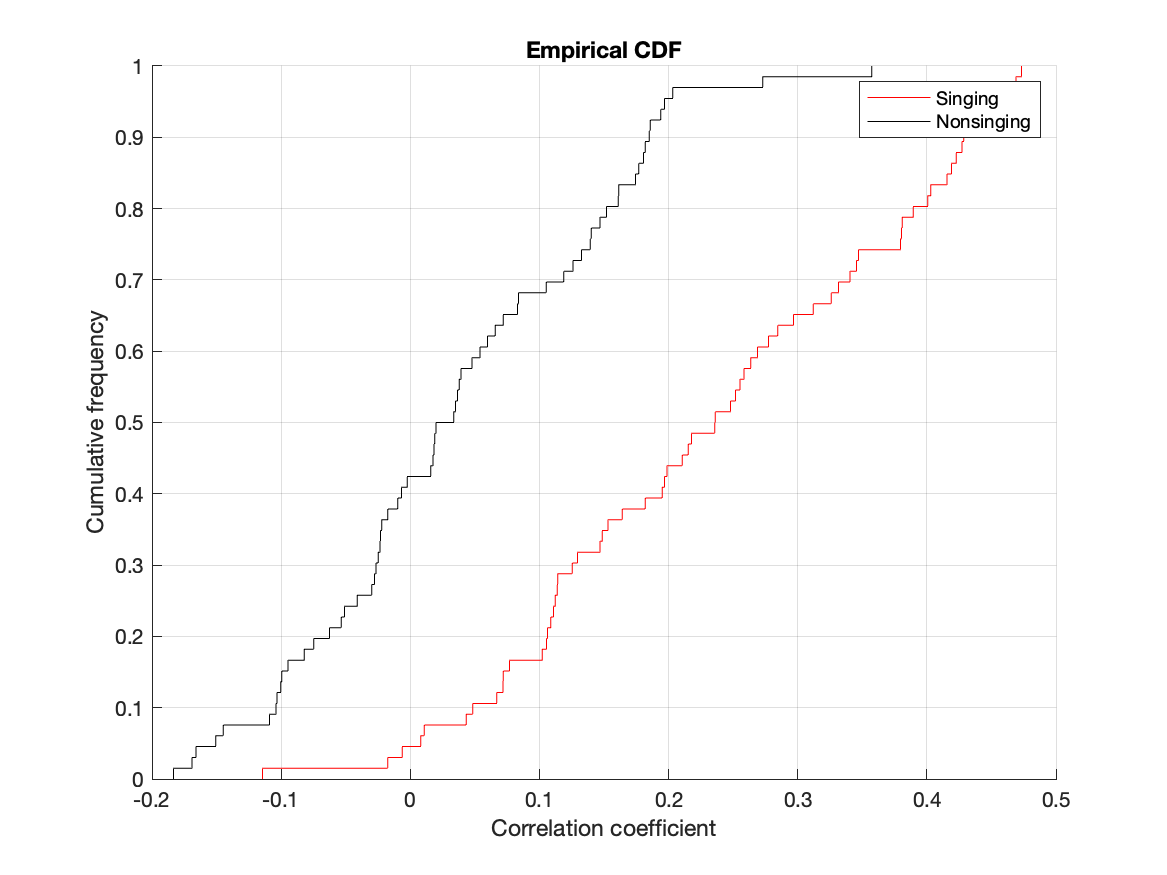 Empirical CDF
1
0.9
0.8
0.7
0.6
0.5
0.4
0.3
0.2
0.1
0
Cumulative frequency
Singing
Nonsinging
-0.2 -0.1 0 0.1 0.2 0.3 0.4 0.5
Correlation coefficient